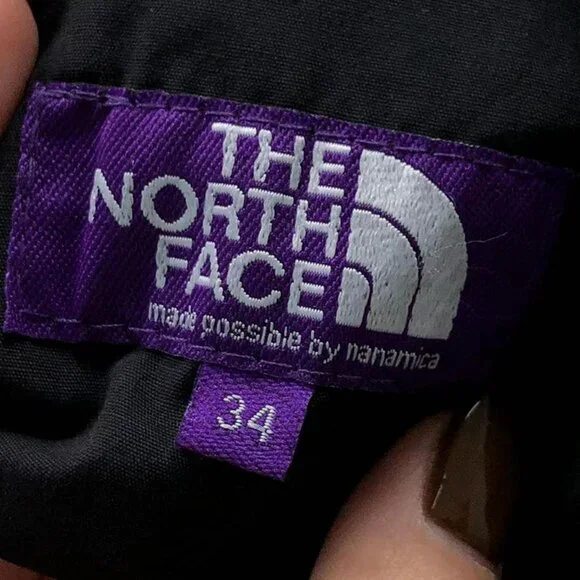 THE
NORTH
FACE
made possible by nanamica
34